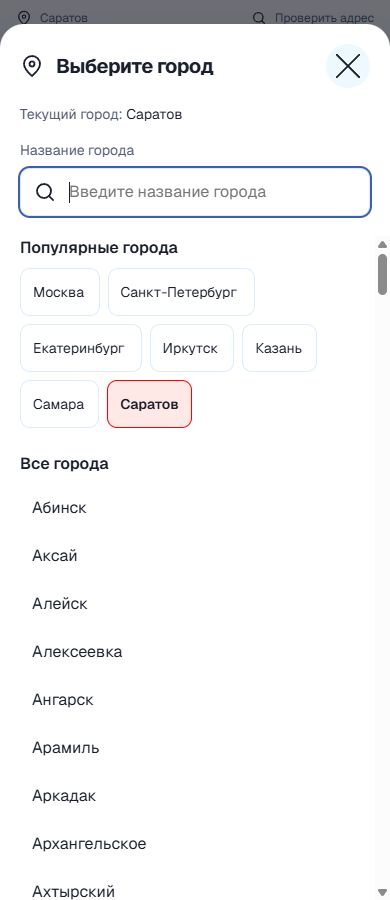 Саратов Проверить адрес
Выберите город
Текущий город: Саратов
Название города
Введите название города
Популярные города
Москва Санкт-Петербург
Екатеринбург Иркутск Казань
Самара Саратов
Все города
Абинск
Аксай
Алейск
Алексеевка
Ангарск
Арамиль
Аркадак
Архангельское
Ахтырский